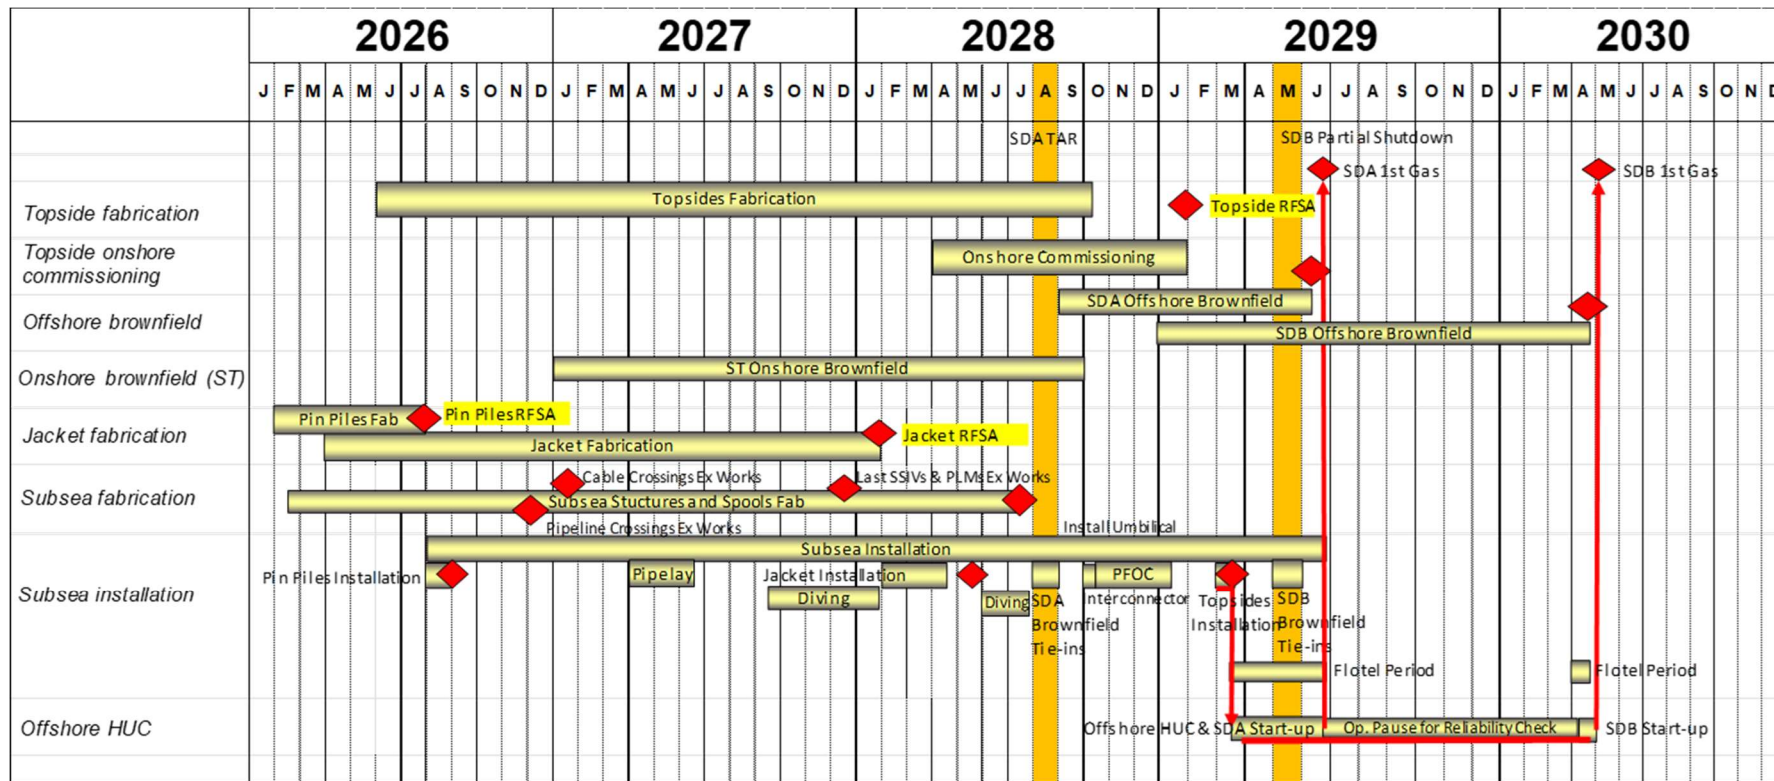 2026 2027 2028 2029 2030
J F M A M J J A S O N D J F M A M J J A S O N D J F M A M J J A S O N D J F M A M J J A S O N D J F M A M J J A S O N D
SDA TAR
SDB Partial Shutdown
SDA 1st Gas
SDB 1st Gas
Topside fabrication
Topsides Fabrication
Topside RFSA
Topside onshore
commissioning
Onshore Commissioning
Offshore brownfield
SDA Offshore Brownfield
SDB Offshore Brownfield
Onshore brownfield (ST)
ST Onshore Brownfield
Jacket fabrication
Pin Piles Fab
Pin Piles RFSA
Jacket Fabrication
Jacket RFSA
Subsea fabrication
Cable Crossings Ex Works
Last SSIVs & PLMs Ex Works
Subsea Stuctures and Spools Fab
Pipeline Crossings Ex Works
Install Umbilical
Subsea installation
Subsea Installation
Pin Piles Installation
Pipelay
Jacket Installation
PFOC
Diving
Diving
SDA
Brownfield
Tie-ins
Interconnector
Topsides
Installation
SDB
Brownfield
Tie-ins
Flotel Period
Flotel Period
Offshore HUC
Offshore HUC & SDA Start-up
Op. Pause for Reliability Check
SDB Start-up